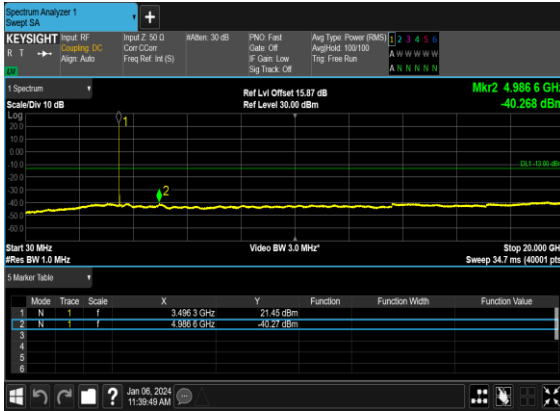 Spectrum Analyzer 1
Swept SA
+
KEYSIGHT Input: RF Input Z: 50 Ω #Atten: 30 dB PNO: Fast Avg Type: Power (RMS) 1 2 3 4 5 6
R T Coupling: DC Corr CCorr Gate: Off Avg|Hold: 100/100 A W W W W W
Align: Auto Freq Ref: Int (S) IF Gain: Low Trig: Free Run
Sig Track: Off A N N N N N
1 Spectrum Ref Lvl Offset 15.87 dB Mkr2 4.986 6 GHz
Scale/Div 10 dB Ref Level 30.00 dBm -40.268 dBm
Log
20.0
10.0
0.00
-10.0
-20.0
-30.0
-40.0
-50.0
-60.0
1
2
DL1 -13.00 dBm
Start 30 MHz Video BW 3.0 MHz* Stop 20.000 GH
#Res BW 1.0 MHz Sweep 34.7 ms (40001 pts
5 Marker Table
Mode Trace Scale X Y Function Function Width Function Value
1 N 1 f 3.496 3 GHz 21.45 dBm
2 N 1 f 4.986 6 GHz -40.27 dBm
3
4
5
6
? Jan 06, 2024
11:39:49 AM